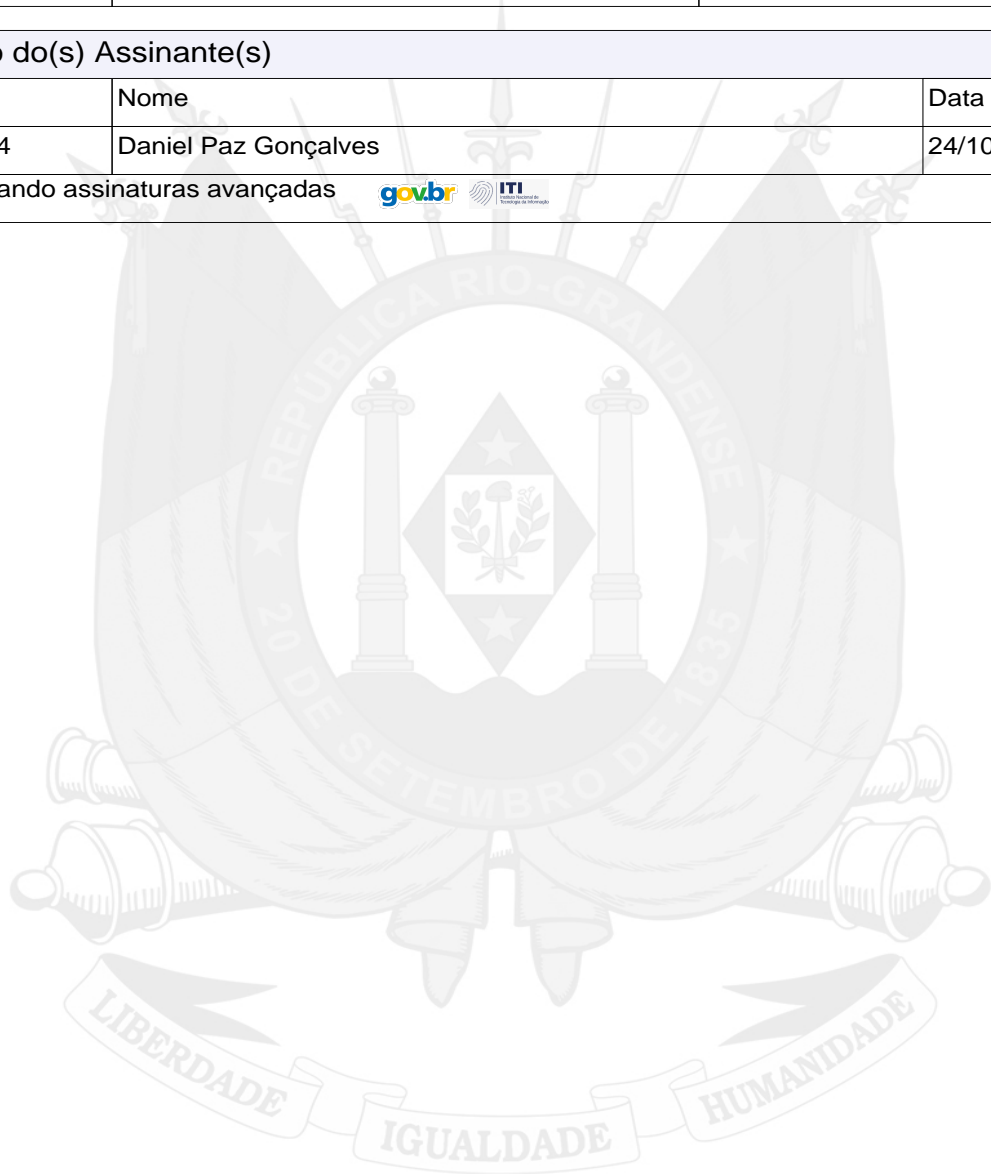 o do(s) Assinante(s)
Nome
Data
4
Daniel Paz Gonçalves
24/10
ando assinaturas avançadas
gov.br
ITI
REPÚBLICA RIO-GRANDENSE
20 DE SETEMBRO DE 1835
LIBERDADE
IGUALDADE
HUMANIDADE